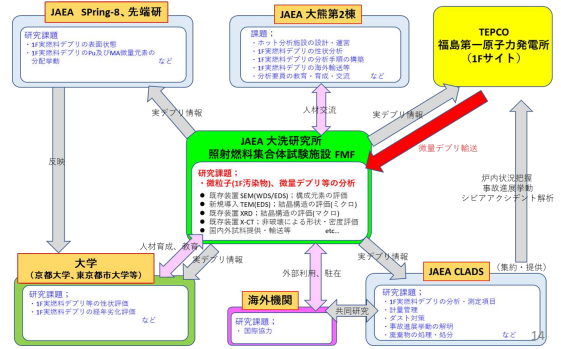 JAEA SPring-8、先端研
研究課題
・1F実燃料デブリの表面状態
・1F実燃料デブリのPu及びMA微量元素の
分配挙動 など
JAEA 大熊第2棟
課題；
・ホット分析施設の設計・運営
・1F実燃料デブリの性状分析
・1F実燃料デブリの分析手順の構築
・1F実燃料デブリの海外輸送等
・分析要員の教育・育成・交流 など
TEPCO
福島第一原子力発電所
(1Fサイト)
実デブリ情報
人材交流
実デブリ情報
微量デブリ輸送
JAEA 大洗研究所
照射燃料集合体試験施設 FMF
研究課題；
・微粒子(1F汚染物)、微量デブリ等の分析
● 既存装置 SEM(WDS/EDS)；構成元素の評価
● 新規導入 TEM(EDS)；結晶構造の評価(ミクロ)
● 既存装置 XRD；結晶構造の評価(マクロ)
● 既存装置 X-CT；非破壊による形状・密度評価
● 国内外試料提供・輸送等 etc…
反映
炉内状況把握
事故進展挙動
シビアアクシデント解析
人材育成、教育
実デブリ情報
外部利用、駐在
実デブリ情報
(集約・提供)
大学
(京都大学、東京都市大学等)
研究課題；
・1F実燃料デブリ等の性状評価
・1F実燃料デブリの経年劣化評価
など
海外機関
研究課題；
・国際協力
共同研究
JAEA CLADS
研究課題；
・1F実燃料デブリの分析・測定項目
・計量管理
・ダスト対策
・事故進展挙動の解明
・廃棄物の処理・処分 など
14